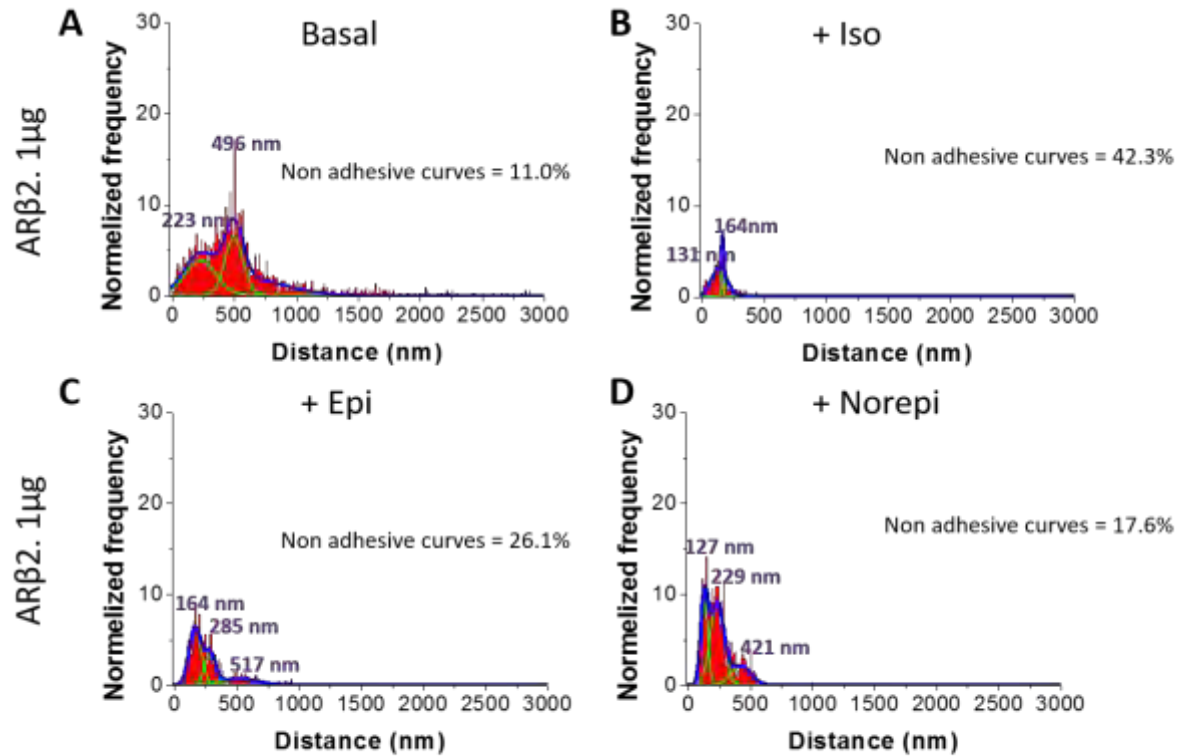 A
Basal
ARβ2. 1µg
Normelized frequency
30
20
10
0
496 nm
223 nm
Non adhesive curves = 11.0%
0 500 1000 1500 2000 2500 3000
Distance (nm)
B
+ Iso
Normelized frequency
30
20
10
0
Non adhesive curves = 42.3%
164nm
131 nm
0 500 1000 1500 2000 2500 3000
Distance (nm)
C
+ Epi
ARβ2. 1µg
Normelized frequency
30
20
10
0
Non adhesive curves = 26.1%
164 nm
285 nm
517 nm
0 500 1000 1500 2000 2500 3000
Distance (nm)
D
+ Norepi
Normelized frequency
30
20
10
0
Non adhesive curves = 17.6%
127 nm
229 nm
421 nm
0 500 1000 1500 2000 2500 3000
Distance (nm)